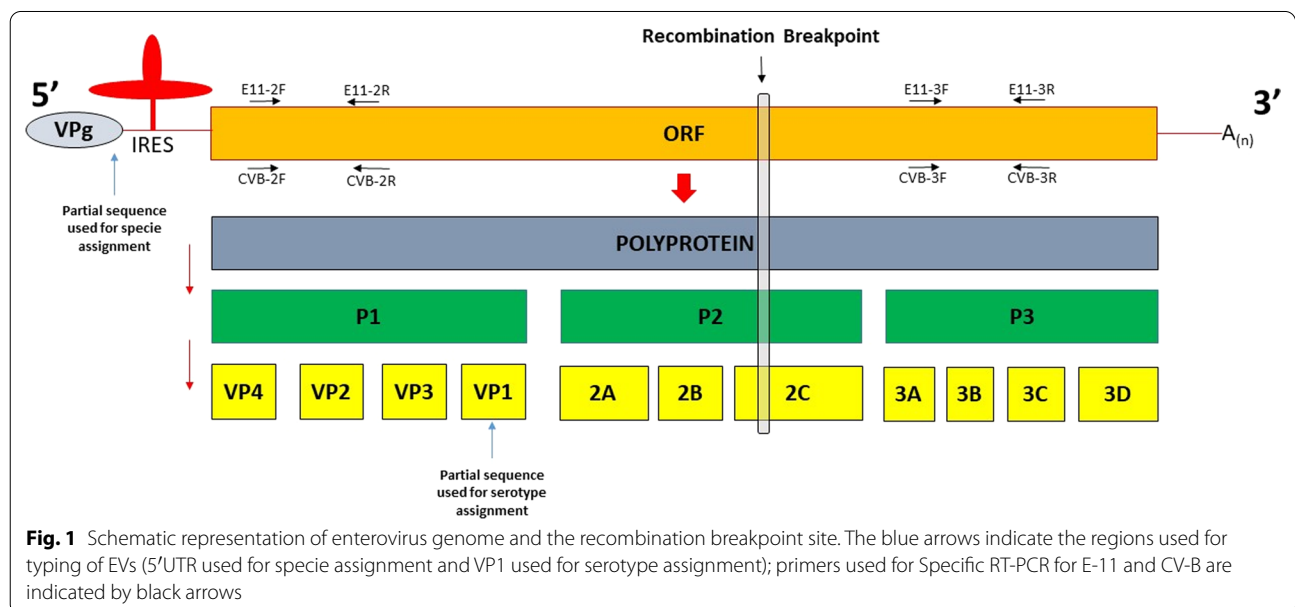 Recombination Breakpoint
5’
3’
E11-2F
E11-2R
E11-3F
E11-3R
VPg
IRES
ORF
A(n)
CVB-2F
CVB-2R
CVB-3F
CVB-3R
Partial sequence
used for specie
assignment
POLYPROTEIN
P1
P2
P3
VP4
VP2
VP3
VP1
2A
2B
2C
3A
3B
3C
3D
Partial sequence
used for serotype
assignment
Fig. 1 Schematic representation of enterovirus genome and the recombination breakpoint site. The blue arrows indicate the regions used for
typing of EVs (5′UTR used for specie assignment and VP1 used for serotype assignment); primers used for Specific RT-PCR for E-11 and CV-B are
indicated by black arrows